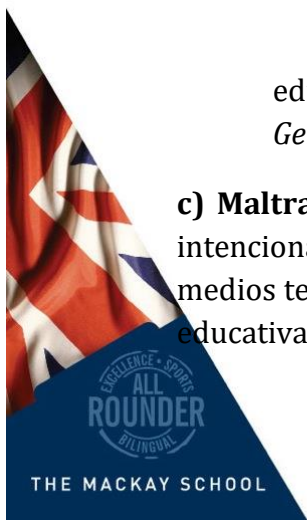 ed
Ge
c) Maltra
intenciona
medios te
educativa
EXCELLENCE • SPORTS
ALL
ROUNDER
BILINGUAL
THE MACKAY SCHOOL